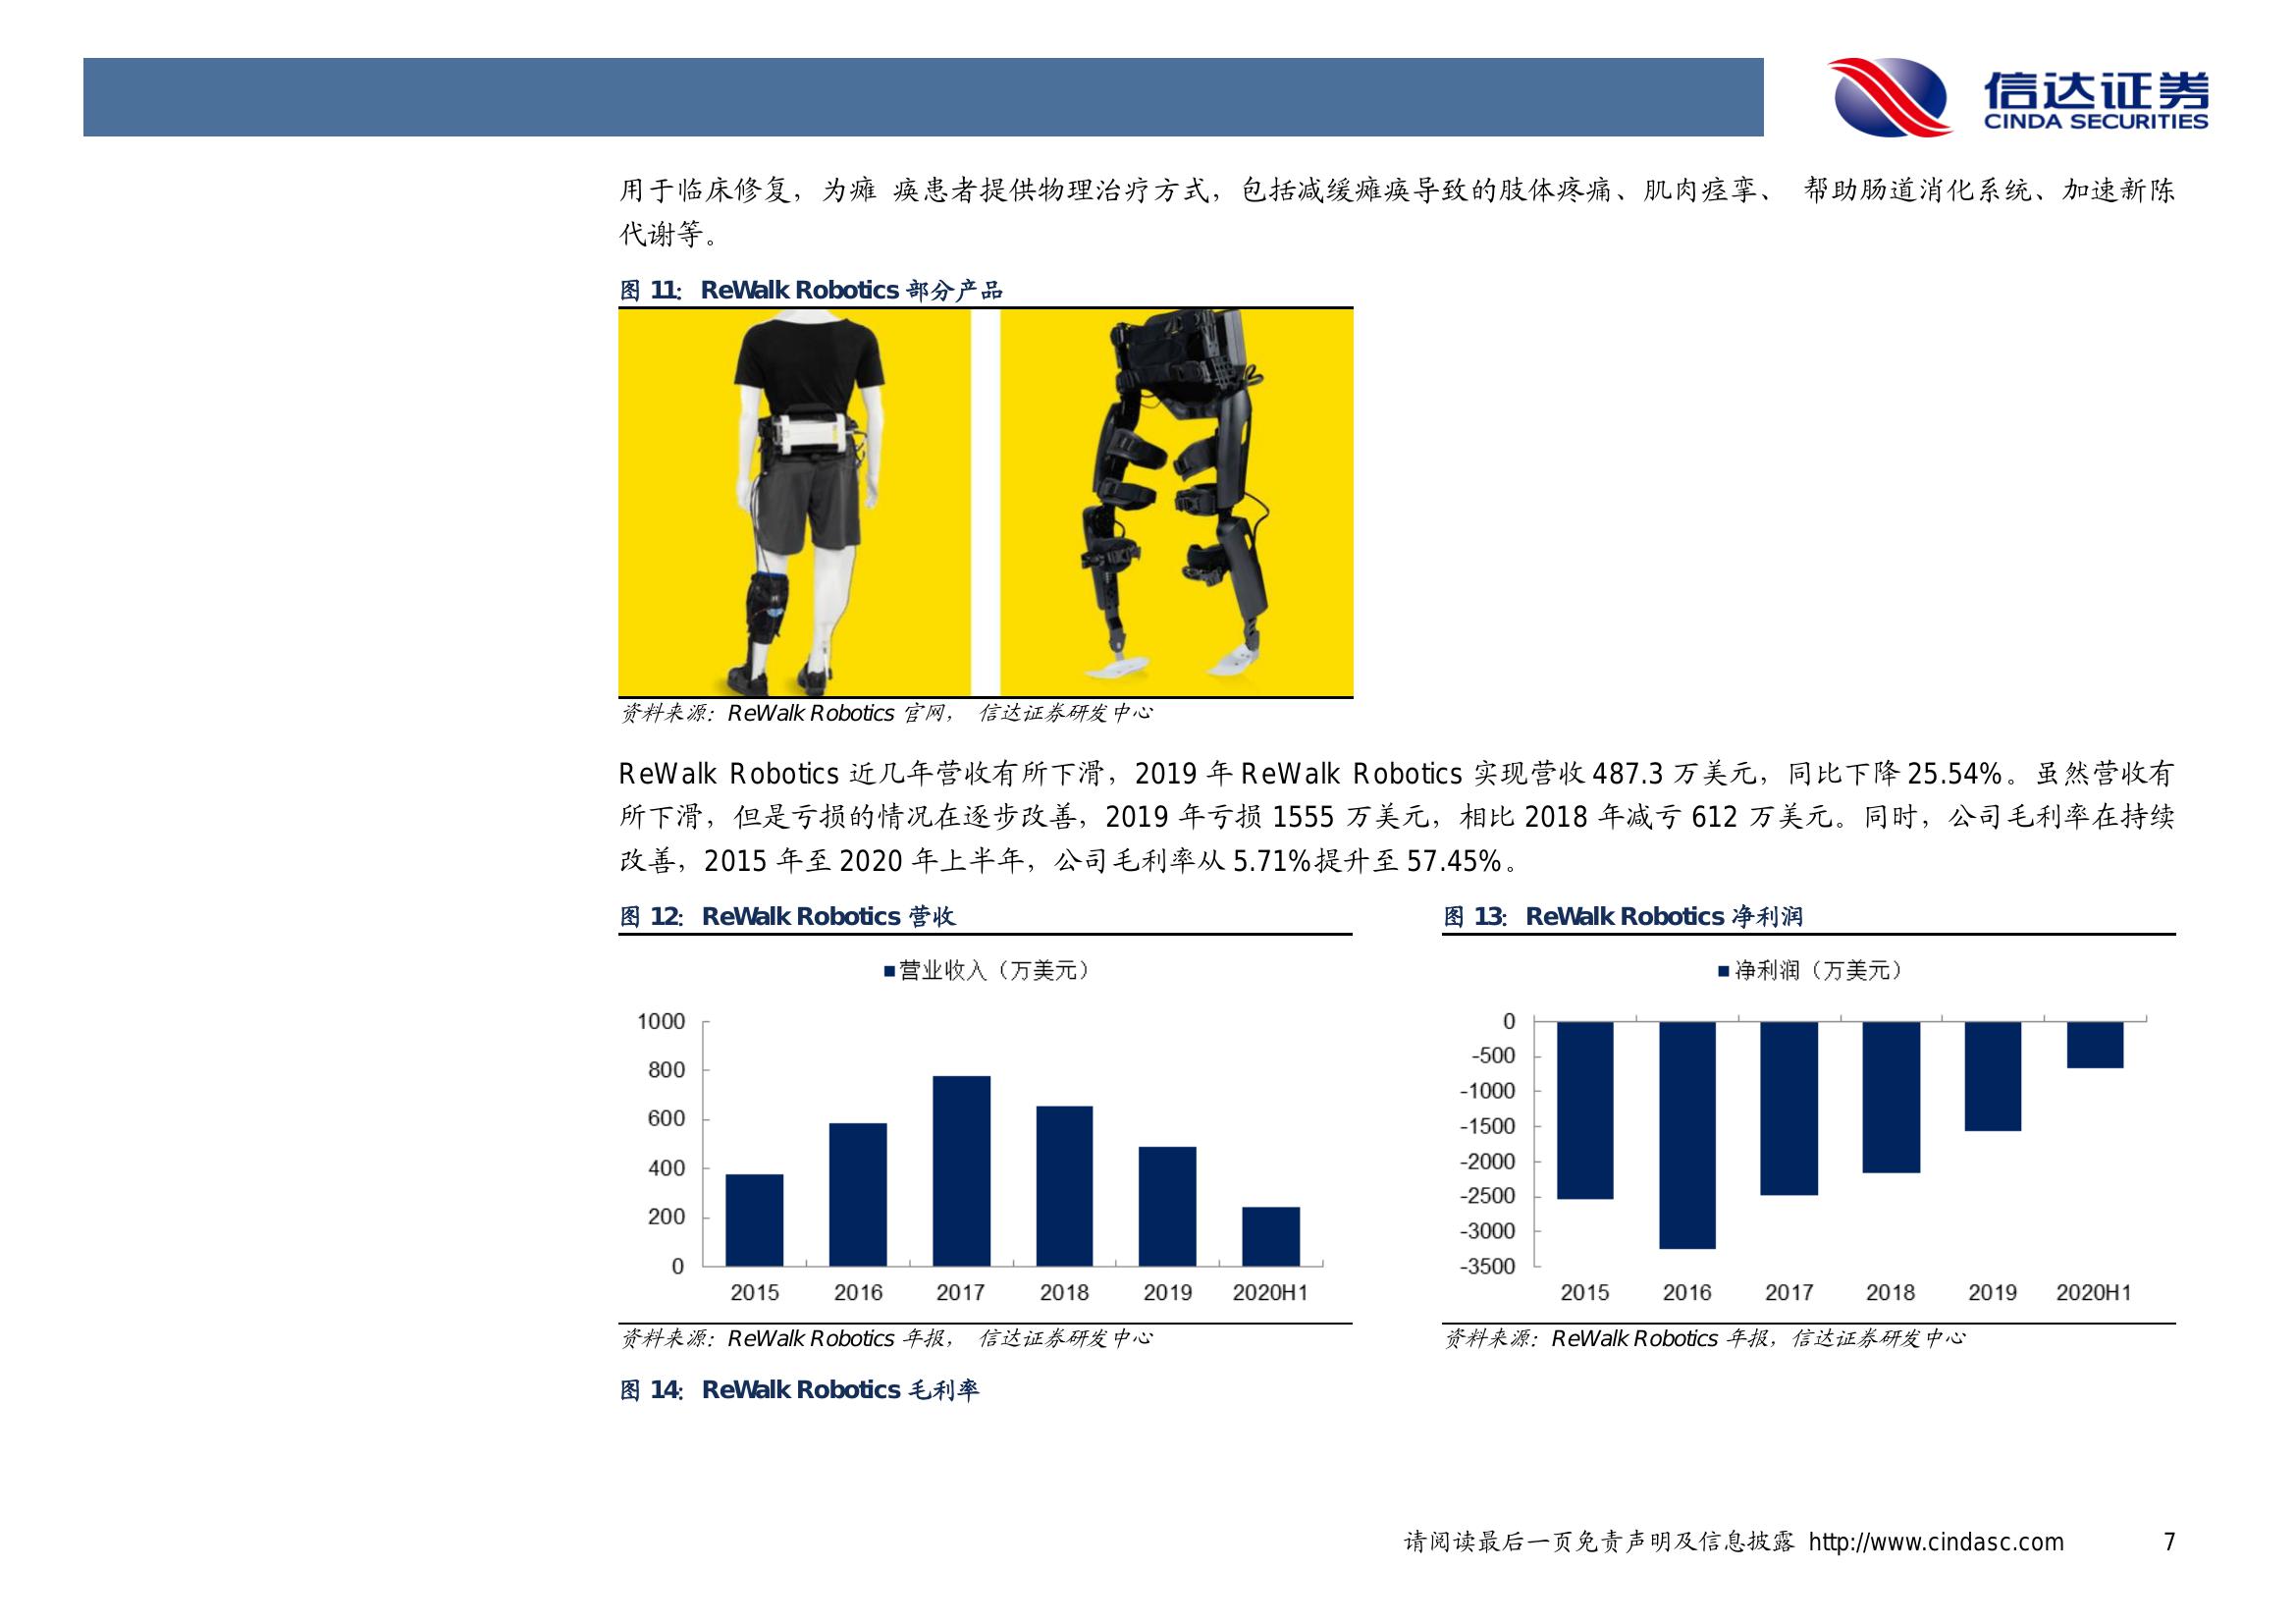 信达证券
CINDA SECURITIES
用于临床修复，为瘫 痪患者提供物理治疗方式，包括减缓瘫痪导致的肢体疼痛、肌肉痉挛、 帮助肠道消化系统、加速新陈
代谢等。
图 11： ReWalk Robotics 部分产品
资料来源：ReWalk Robotics 官网， 信达证券研发中心
ReWalk Robotics 近几年营收有所下滑，2019 年 ReWalk Robotics 实现营收 487.3 万美元，同比下降 25.54%。虽然营收有
所下滑，但是亏损的情况在逐步改善，2019 年亏损 1555 万美元，相比 2018 年减亏 612 万美元。同时，公司毛利率在持续
改善，2015 年至 2020 年上半年，公司毛利率从 5.71%提升至 57.45%。
图 12： ReWalk Robotics 营收
营业收入（万美元）
1000
800
600
400
200
0
2015 2016 2017 2018 2019 2020H1
资料来源：ReWalk Robotics 年报， 信达证券研发中心
图 13： ReWalk Robotics 净利润
净利润（万美元）
0
-500
-1000
-1500
-2000
-2500
-3000
-3500
2015 2016 2017 2018 2019 2020H1
资料来源：ReWalk Robotics 年报，信达证券研发中心
图 14： ReWalk Robotics 毛利率
请阅读最后一页免责声明及信息披露 http://www.cindasc.com 7